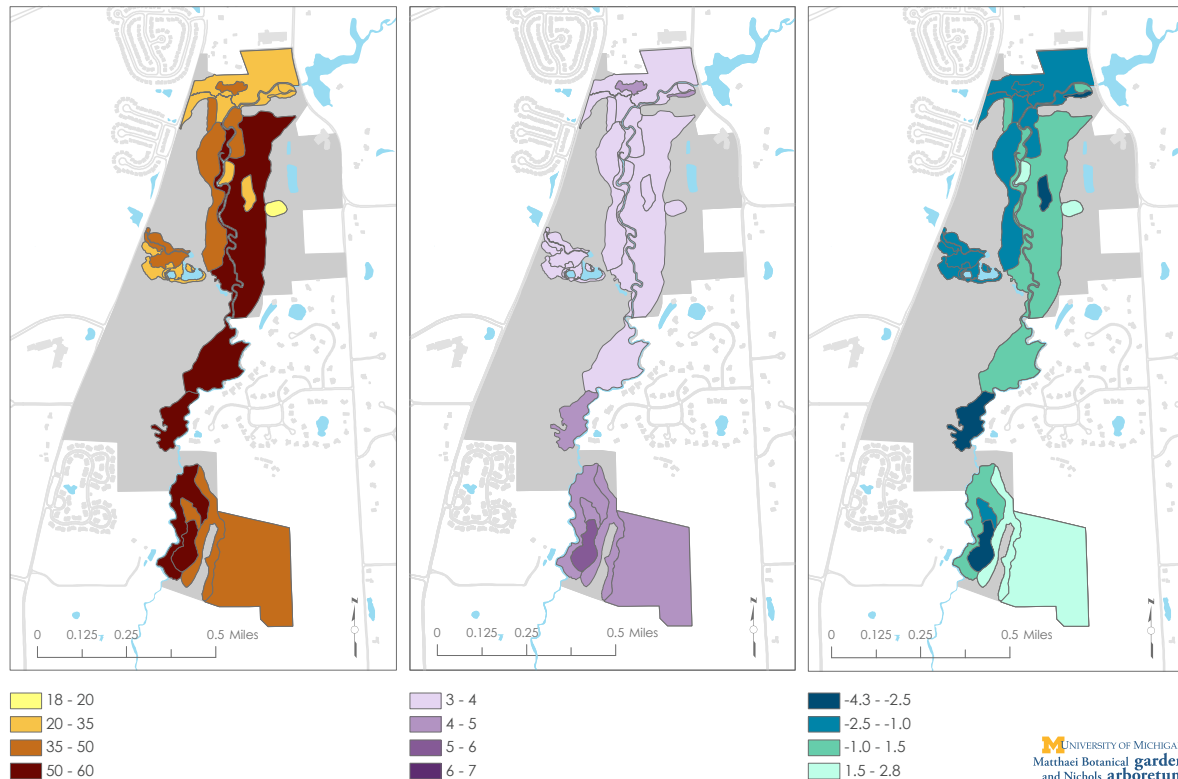 z
0 0.125 0.25 0.5 Miles
z
0 0.125 0.25 0.5 Miles
z
0 0.125 0.25 0.5 Miles
18 - 20
20 - 35
35 - 50
50 - 60
3 - 4
4 - 5
5 - 6
6 - 7
-4.3 - -2.5
-2.5 - -1.0
-1.0 - 1.5
1.5 - 2.8
M UNIVERSITY OF MICHIGA
Matthaei Botanical garden
and Nichols arboretum